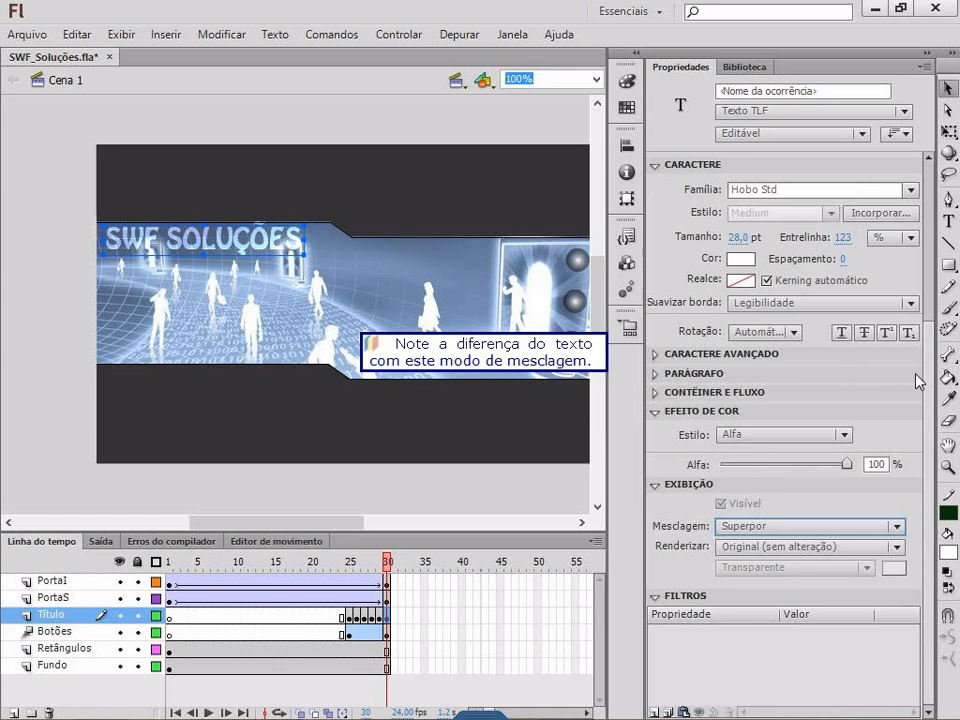 Fl
Essenciais
Arquivo Editar Exibir Inserir Modificar Texto Comandos Controlar Depurar Janela Ajuda
SWF_Soluções.fla*
Cena 1
100%
SWF SOLUÇÕES
Note a diferença do texto
com este modo de mesclagem.
Propriedades Biblioteca
T
<Nome da ocorrência>
Texto TLF
Editável
CARACTERE
Família: Hobo Std
Estilo: Medium Incorporar...
Tamanho: 28,0 pt Entrelinha: 123 %
Cor: Espaçamento: 0
Realce: Kerning automático
Suavizar borda: Legibilidade
Rotação: Automát... T T T¹ T₁
CARACTERE AVANÇADO
PARÁGRAFO
CONTÊINER E FLUXO
EFEITO DE COR
Estilo: Alfa
Alfa: 100 %
EXIBIÇÃO
Visível
Mesclagem: Superpor
Renderizar: Original (sem alteração)
Transparente
FILTROS
Propriedade Valor
Linha do tempo Saída Erros do compilador Editor de movimento
1 5 10 15 20 25 30 35 40 45 50 55
PortaI
PortaS
Título
Botões
Retângulos
Fundo
30 24.00 fps 1.2 s